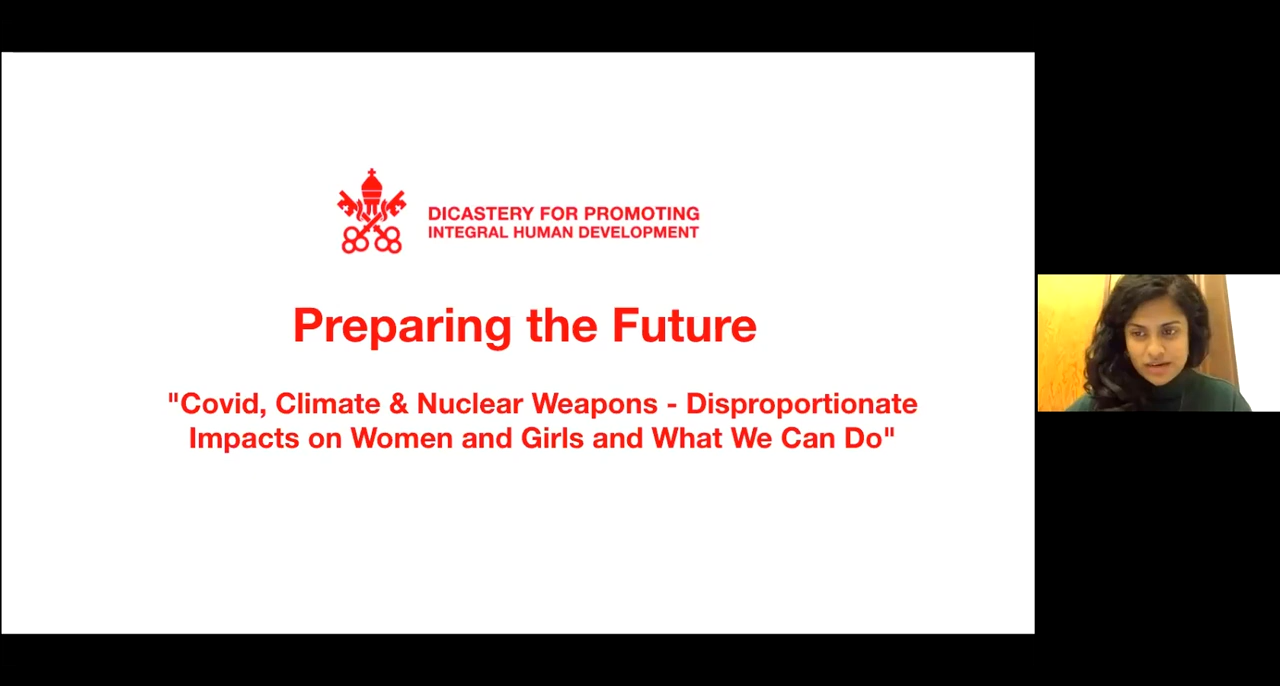 DICASTERY FOR PROMOTING
INTEGRAL HUMAN DEVELOPMENT
Preparing the Future
"Covid, Climate & Nuclear Weapons - Disproportionate
Impacts on Women and Girls and What We Can Do"